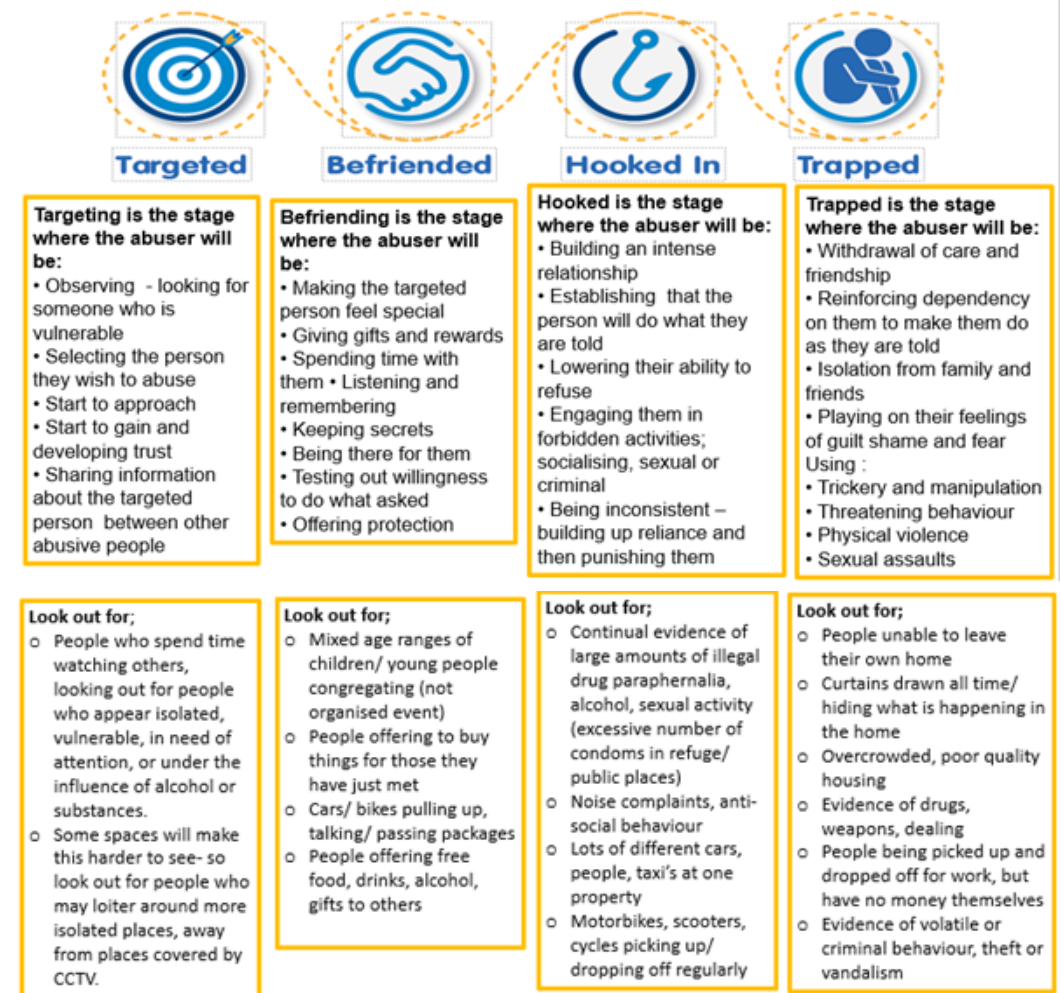 Targeted
Befriended
Hooked In
Trapped
Targeting is the stage
where the abuser will
be:
• Observing - looking for
someone who is
vulnerable
• Selecting the person
they wish to abuse
• Start to approach
• Start to gain and
developing trust
• Sharing information
about the targeted
person between other
abusive people
Befriending is the stage
where the abuser will
be:
• Making the targeted
person feel special
• Giving gifts and rewards
• Spending time with
them • Listening and
remembering
• Keeping secrets
• Being there for them
• Testing out willingness
to do what asked
• Offering protection
Hooked is the stage
where the abuser will be:
• Building an intense
relationship
• Establishing that the
person will do what they
are told
• Lowering their ability to
refuse
• Engaging them in
forbidden activities;
socialising, sexual or
criminal
• Being inconsistent –
building up reliance and
then punishing them
Trapped is the stage
where the abuser will be:
• Withdrawal of care and
friendship
• Reinforcing dependency
on them to make them do
as they are told
• Isolation from family and
friends
• Playing on their feelings
of guilt shame and fear
Using :
• Trickery and manipulation
• Threatening behaviour
• Physical violence
• Sexual assaults
Look out for;
o People who spend time
watching others,
looking out for people
who appear isolated,
vulnerable, in need of
attention, or under the
influence of alcohol or
substances.
o Some spaces will make
this harder to see- so
look out for people who
may loiter around more
isolated places, away
from places covered by
CCTV.
Look out for;
o Mixed age ranges of
children/ young people
congregating (not
organised event)
o People offering to buy
things for those they
have just met
o Cars/ bikes pulling up,
talking/ passing packages
o People offering free
food, drinks, alcohol,
gifts to others
Look out for;
o Continual evidence of
large amounts of illegal
drug paraphernalia,
alcohol, sexual activity
(excessive number of
condoms in refuge/
public places)
o Noise complaints, anti-
social behaviour
o Lots of different cars,
people, taxi's at one
property
o Motorbikes, scooters,
cycles picking up/
dropping off regularly
Look out for;
o People unable to leave
their own home
o Curtains drawn all time/
hiding what is happening in
the home
o Overcrowded, poor quality
housing
o Evidence of drugs,
weapons, dealing
o People being picked up and
dropped off for work, but
have no money themselves
o Evidence of volatile or
criminal behaviour, theft or
vandalism